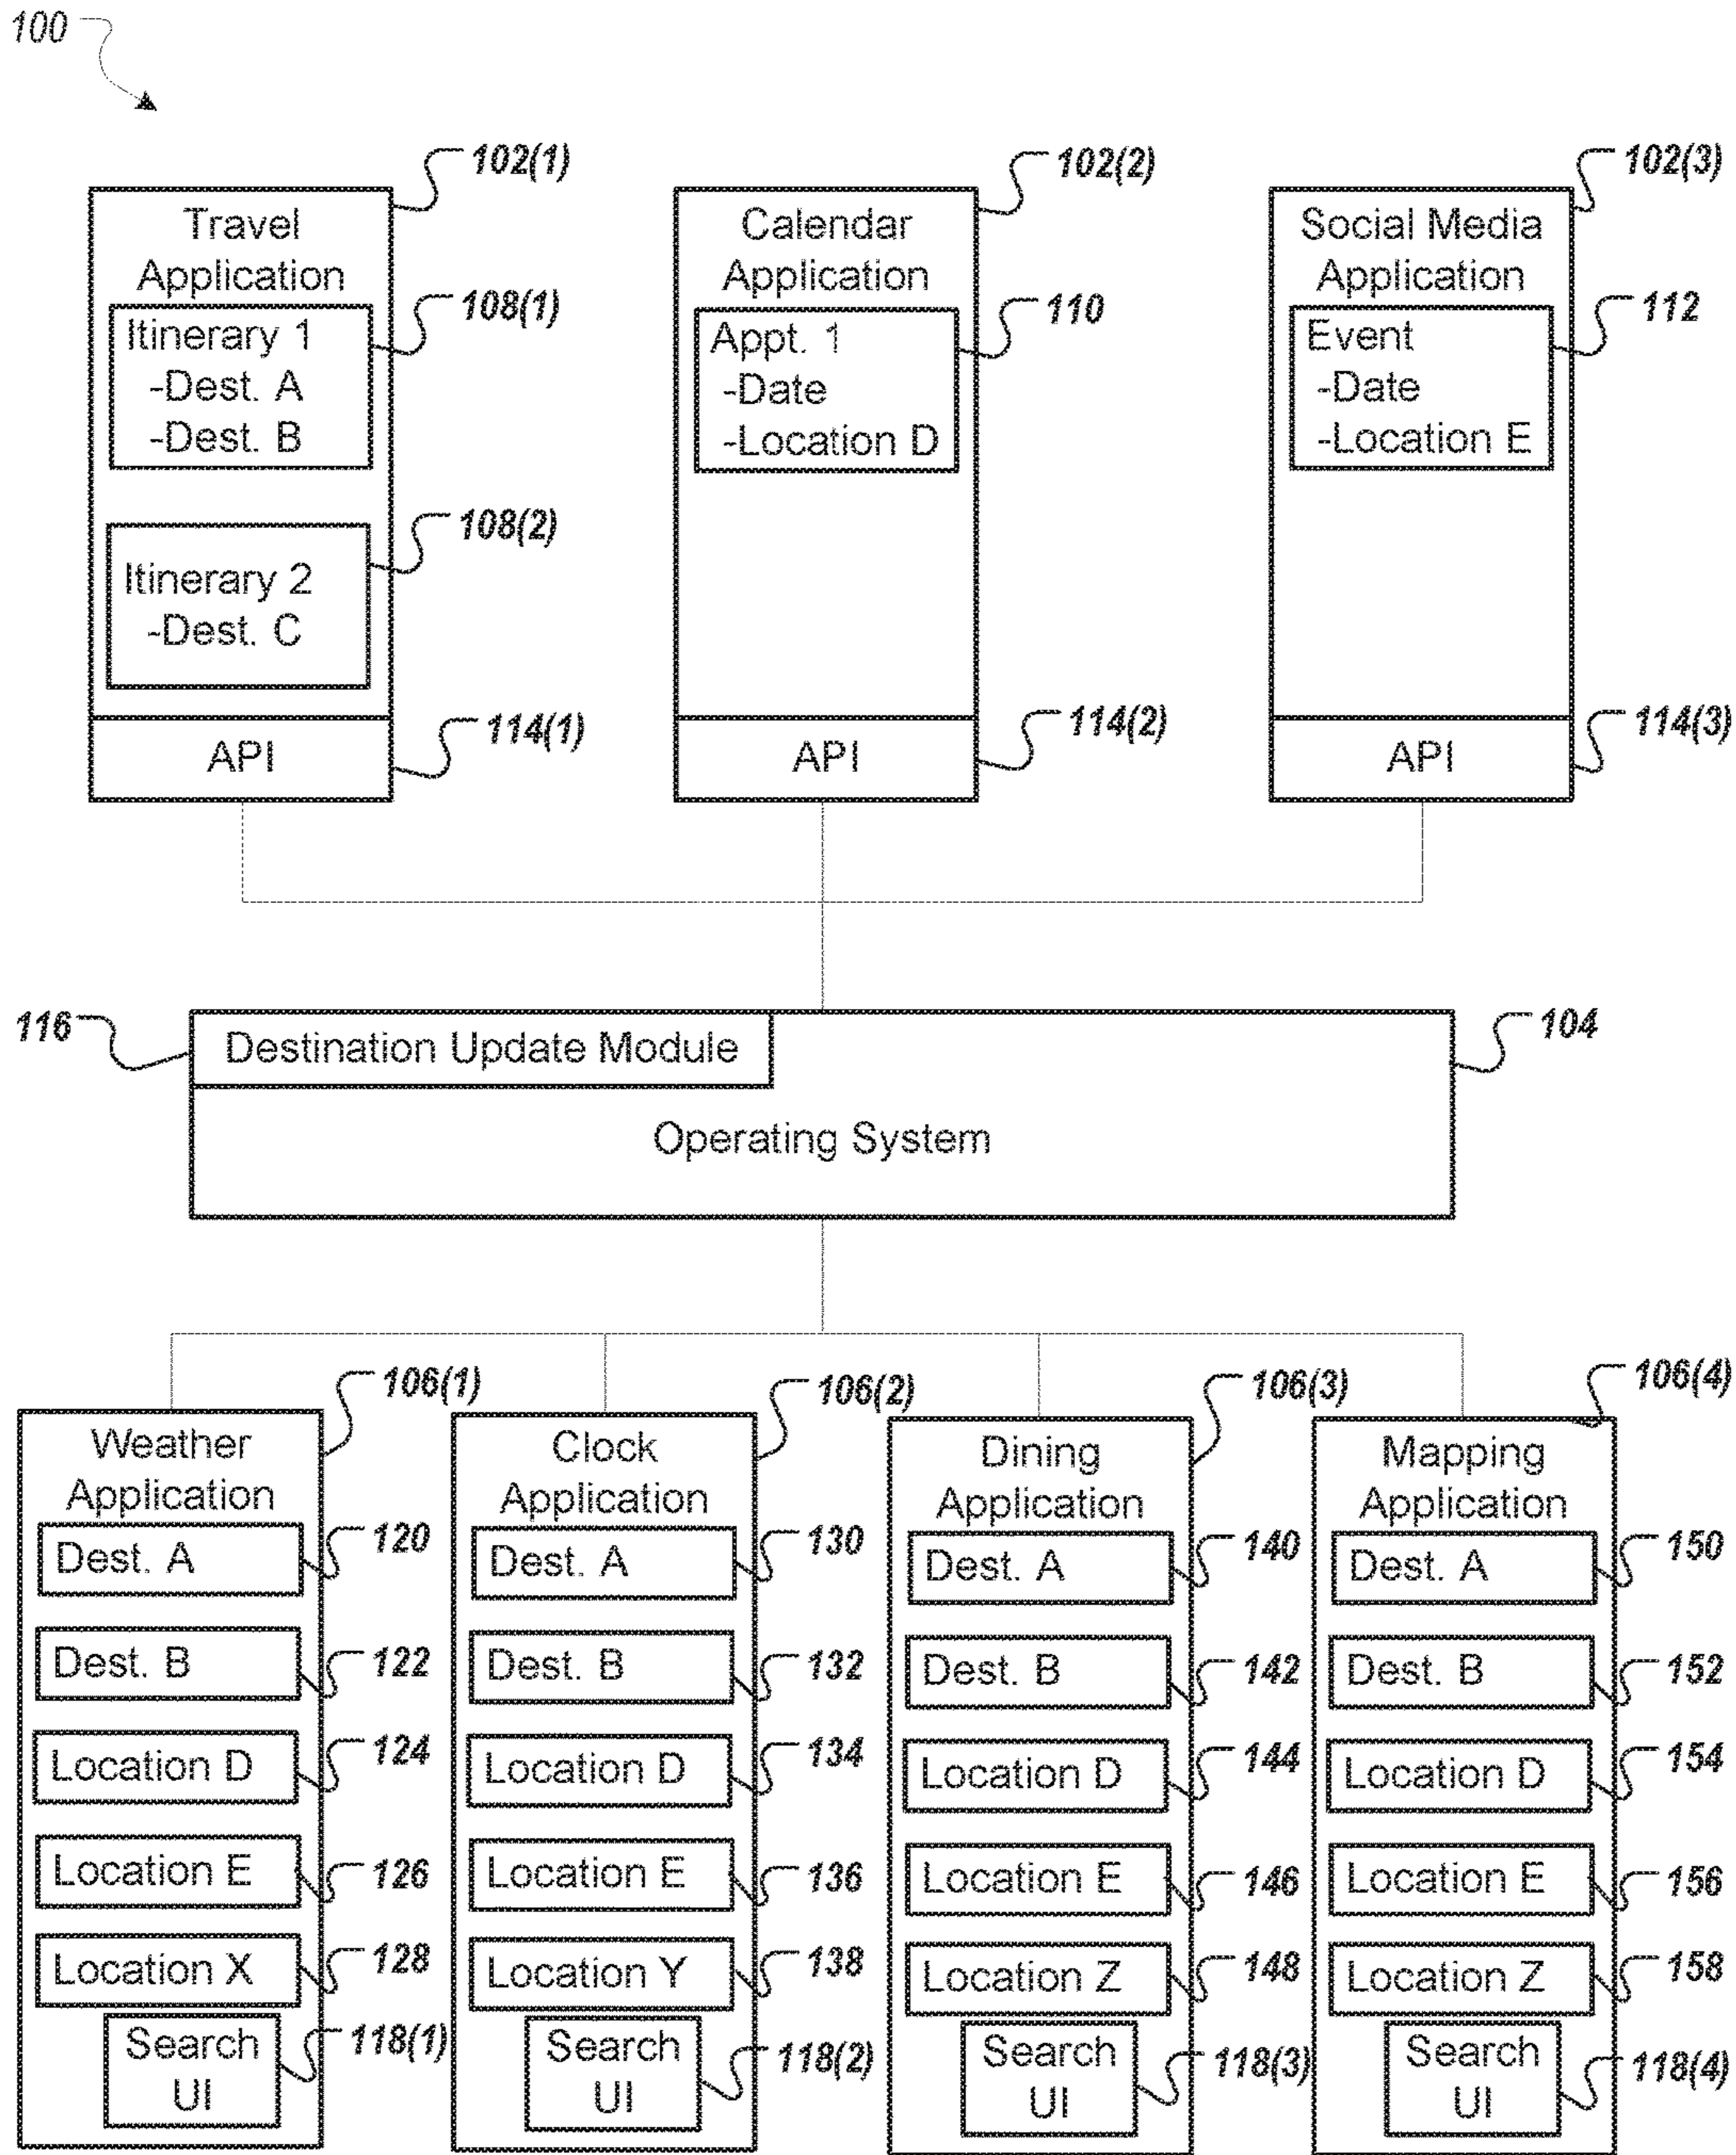 100
102(1)
102(2)
102(3)
Travel
Application
Calendar
Application
Social Media
Application
108(1)
110
112
Itinerary 1
-Dest. A
-Dest. B
Appt. 1
-Date
-Location D
Event
-Date
-Location E
108(2)
Itinerary 2
-Dest. C
114(1)
114(2)
114(3)
API
API
API
116
Destination Update Module
104
Operating System
106(1)
106(2)
106(3)
106(4)
Weather
Application
Dest. A
120
Dest. B
122
Location D
124
Location E
126
Location X
128
Search
UI
118(1)
Clock
Application
Dest. A
130
Dest. B
132
Location D
134
Location E
136
Location Y
138
Search
UI
118(2)
Dining
Application
Dest. A
140
Dest. B
142
Location D
144
Location E
146
Location Z
148
Search
UI
118(3)
Mapping
Application
Dest. A
150
Dest. B
152
Location D
154
Location E
156
Location Z
158
Search
UI
118(4)